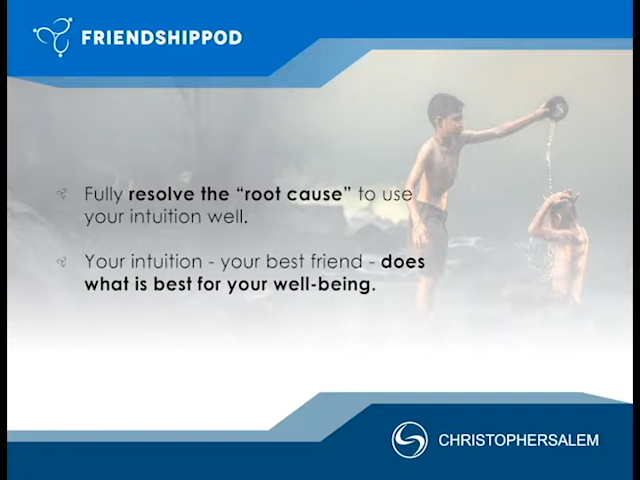 FRIENDSHIPPOD
Fully resolve the “root cause” to use
your intuition well.
Your intuition - your best friend - does
what is best for your well-being.
CHRISTOPHERSALEM